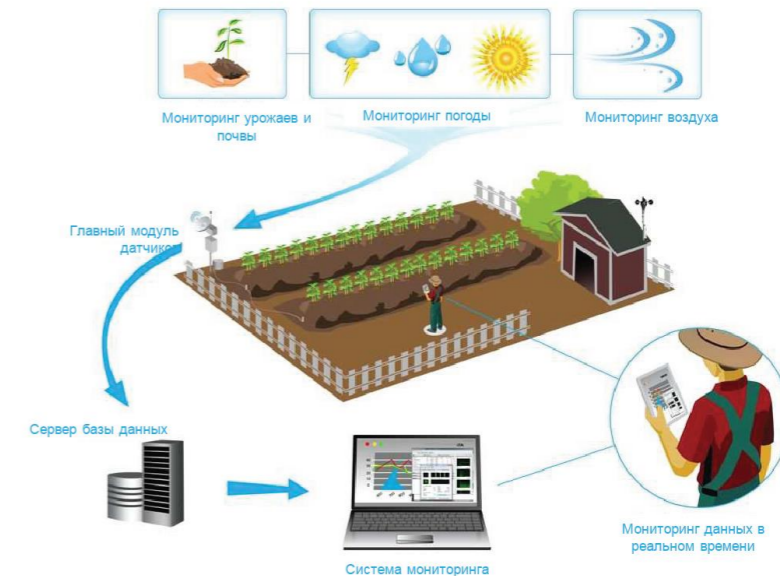 Мониторинг урожаев и
почвы
Мониторинг погоды
Мониторинг воздуха
Главный модуль
датчиков
Сервер базы данных
Система мониторинга
Мониторинг данных в
реальном времени